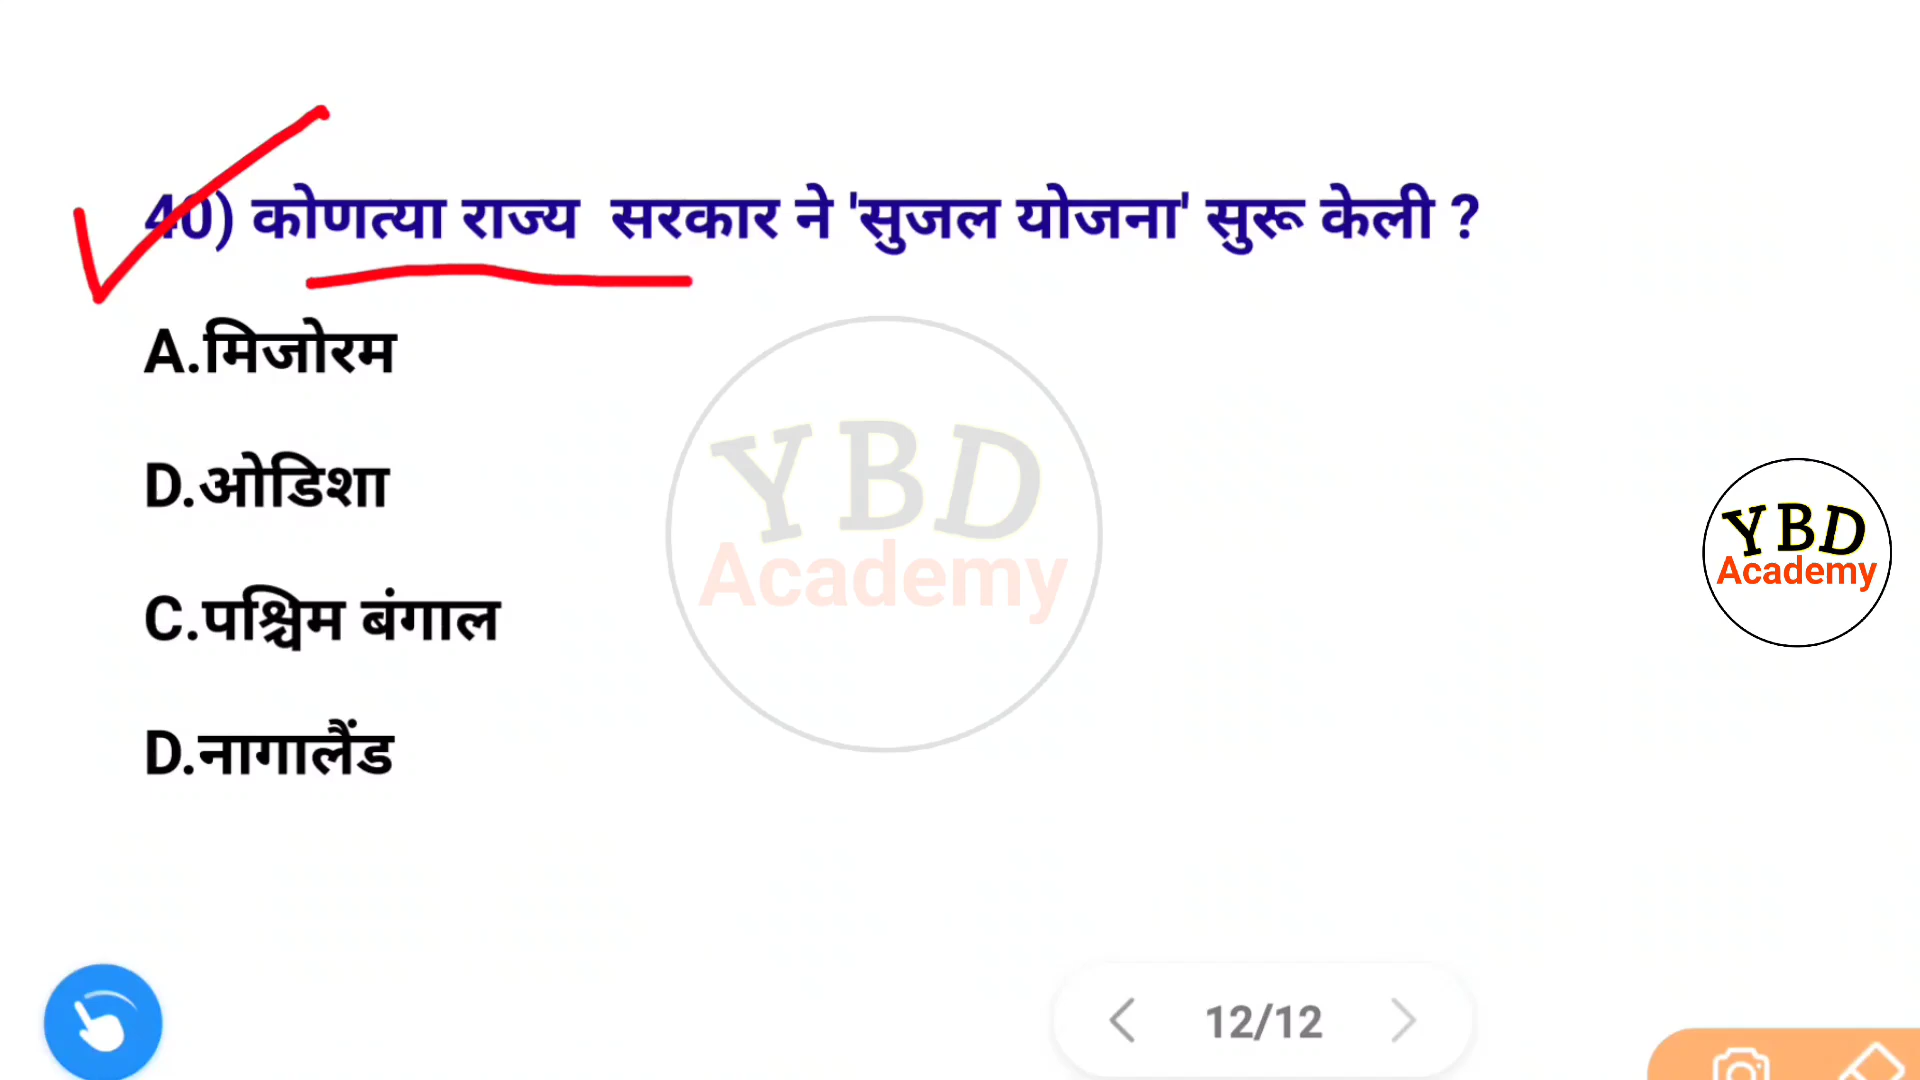 40) कोणत्या राज्य सरकार ने 'सुजल योजना' सुरू केली ?
A.मिजोरम
D.ओडिशा
C.पश्चिम बंगाल
D.नागालैंड
YBD
Academy
YBD
Academy
12/12